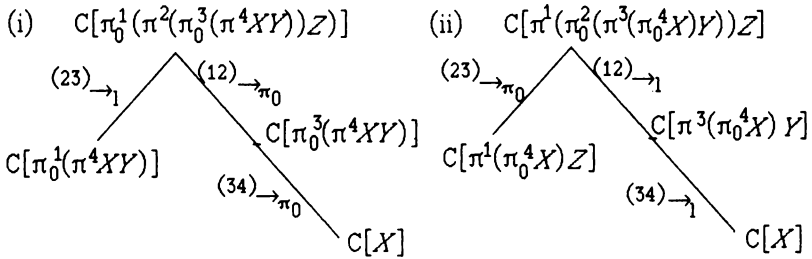 (i) C[π₀¹(π²(π₀³(π⁴XY))Z)] (ii) C[π¹(π₀²(π³(π₀⁴X)Y))Z]
(23)→₁ (12)→π₀ (23)→π₀ (12)→₁
C[π₀³(π⁴XY)] C[π³(π₀⁴X) Y]
C[π₀¹(π⁴XY)] C[π¹(π₀⁴X)Z]
(34)→π₀ (34)→₁
C[X] C[X]